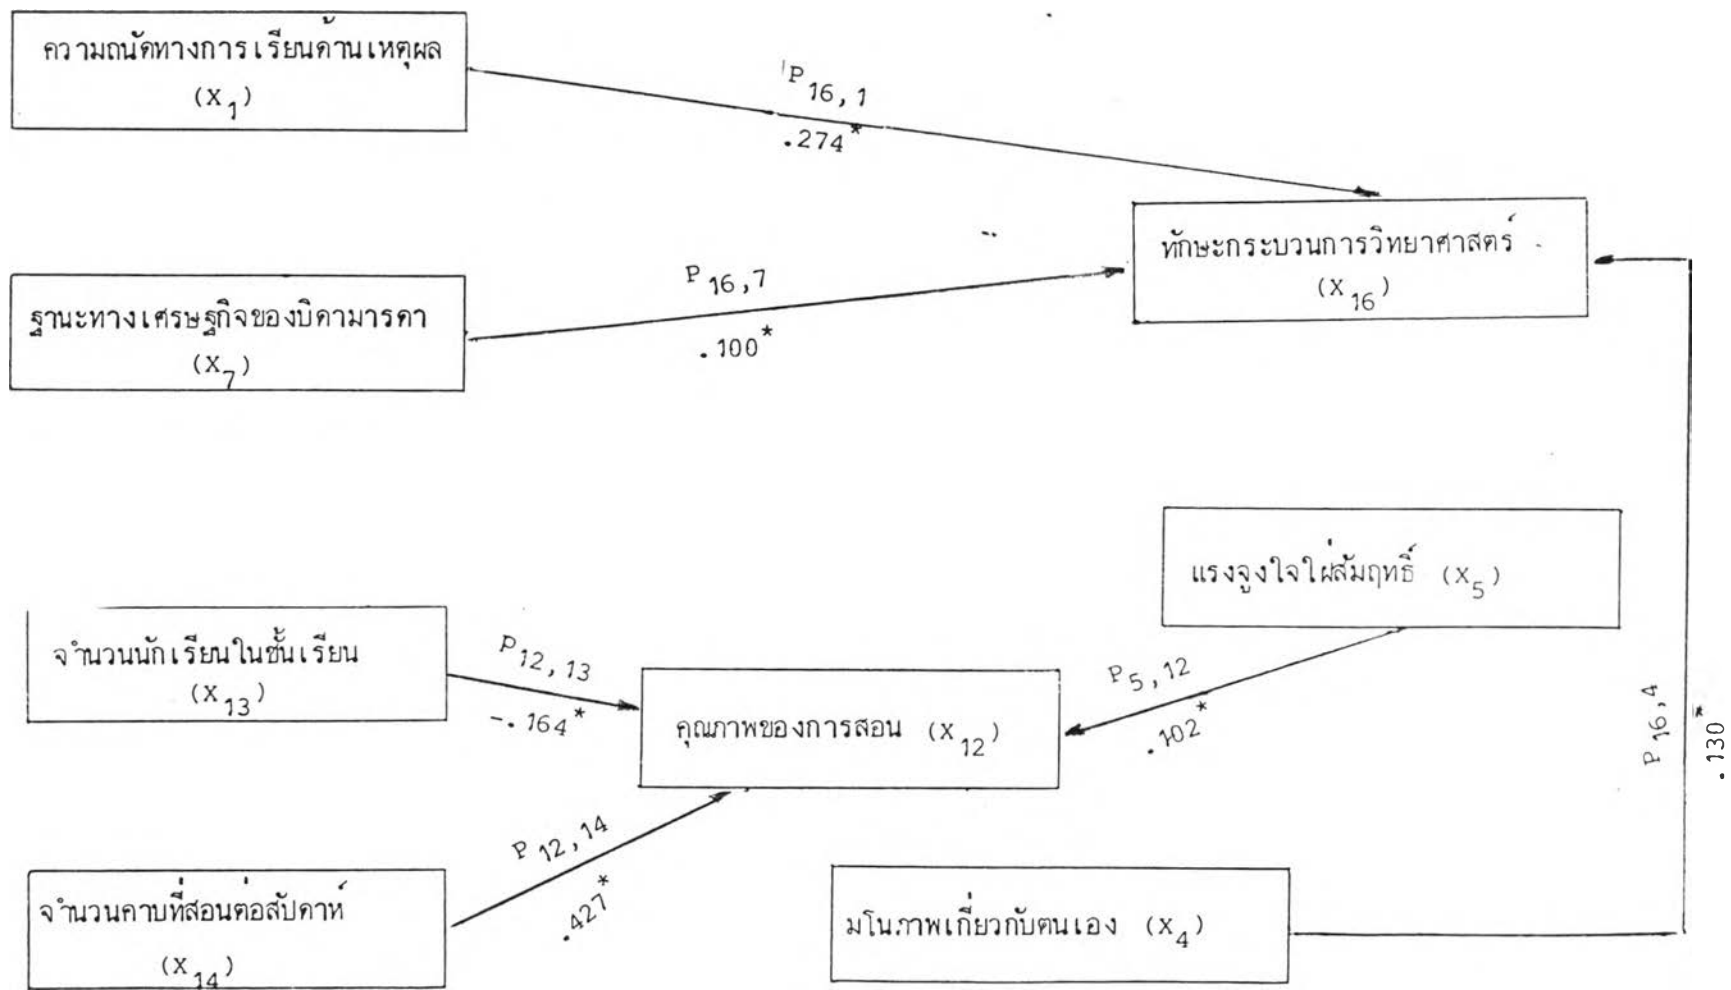 ความถนัดทางการเรียนด้านเหตุผล
(X1)
P16,1
.274*
ทักษะกระบวนการวิทยาศาสตร์
(X16)
P16,7
.100*
ฐานะทางเศรษฐกิจของบิดามารดา
(X7)
แรงจูงใจใฝ่สัมฤทธิ์ (X5)
จำนวนนักเรียนในชั้นเรียน
(X13)
P12,13
-.164*
คุณภาพของการสอน (X12)
P5,12
.102*
P16,4
.130*
P12,14
.427*
จำนวนคาบที่สอนต่อสัปดาห์
(X14)
มโนภาพเกี่ยวกับตนเอง (X4)